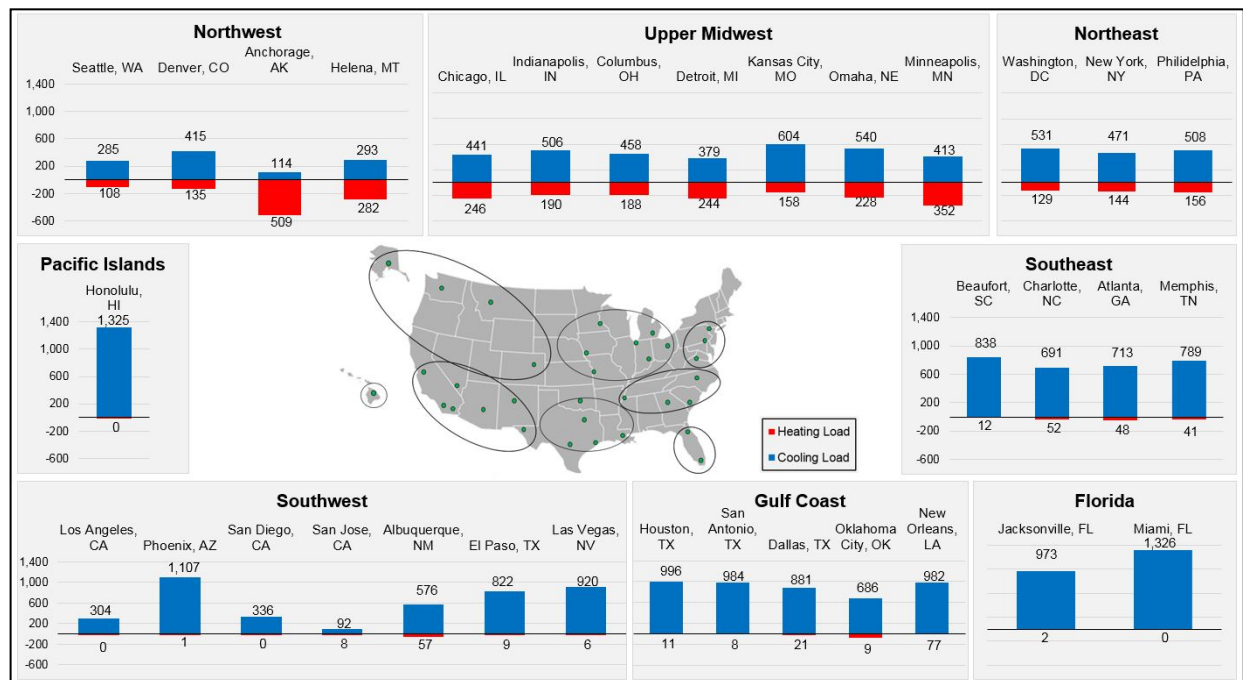 Northwest
Seattle, WA
Denver, CO
Anchorage,
AK
Helena, MT
1,400
1,000
600
200
-200
-600
285
415
114
293
108
135
509
282
Upper Midwest
Chicago, IL
Indianapolis,
IN
Columbus,
OH
Detroit, MI
Kansas City,
MO
Omaha, NE
Minneapolis,
MN
441
506
458
379
604
540
413
246
190
188
244
158
228
352
Northeast
Washington,
DC
New York,
NY
Philidelphia,
PA
531
471
508
129
144
156
Pacific Islands
Honolulu,
HI
1,325
1,400
1,000
600
200
-200
-600
0
Heating Load
Cooling Load
Southeast
Beaufort,
SC
Charlotte,
NC
Atlanta,
GA
Memphis,
TN
1,400
1,000
600
200
-200
-600
838
691
713
789
12
52
48
41
Southwest
Los Angeles,
CA
Phoenix, AZ
San Diego,
CA
San Jose,
CA
Albuquerque,
NM
El Paso, TX
Las Vegas,
NV
1,400
1,000
600
200
-200
-600
304
1,107
336
92
576
822
920
0
1
0
8
57
9
6
Gulf Coast
Houston,
TX
San
Antonio,
TX
Dallas, TX
Oklahoma
City, OK
New
Orleans,
LA
996
984
881
686
982
11
8
21
9
77
Florida
Jacksonville, FL
Miami, FL
973
1,326
2
0